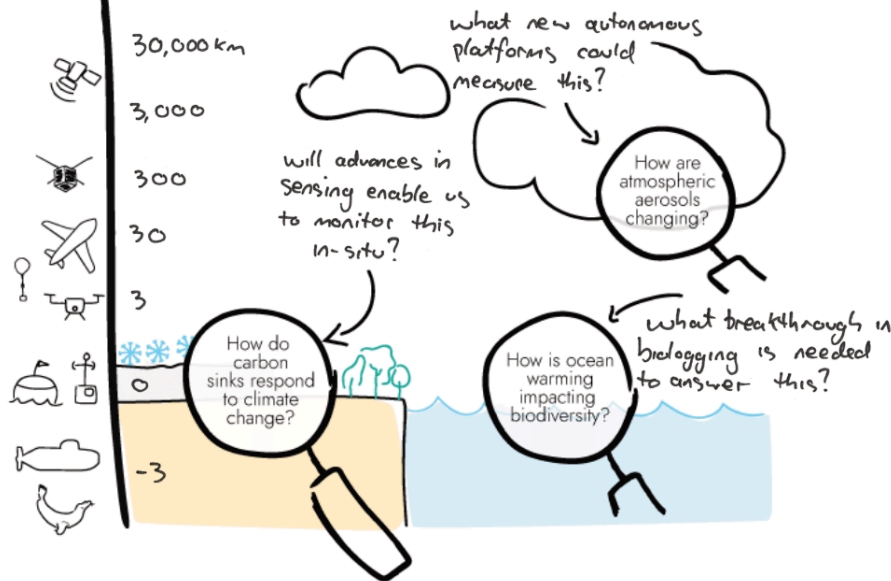 30,000 km
3,000
300
30
3
0
-3
what new autonomous
platforms could
measure this?
How are
atmospheric
aerosols
changing?
will advances in
sensing enable us
to monitor this
in-situ?
How do
carbon
sinks respond
to climate
change?
what breakthrough in
biologging is needed
to answer this?
How is ocean
warming
impacting
biodiversity?